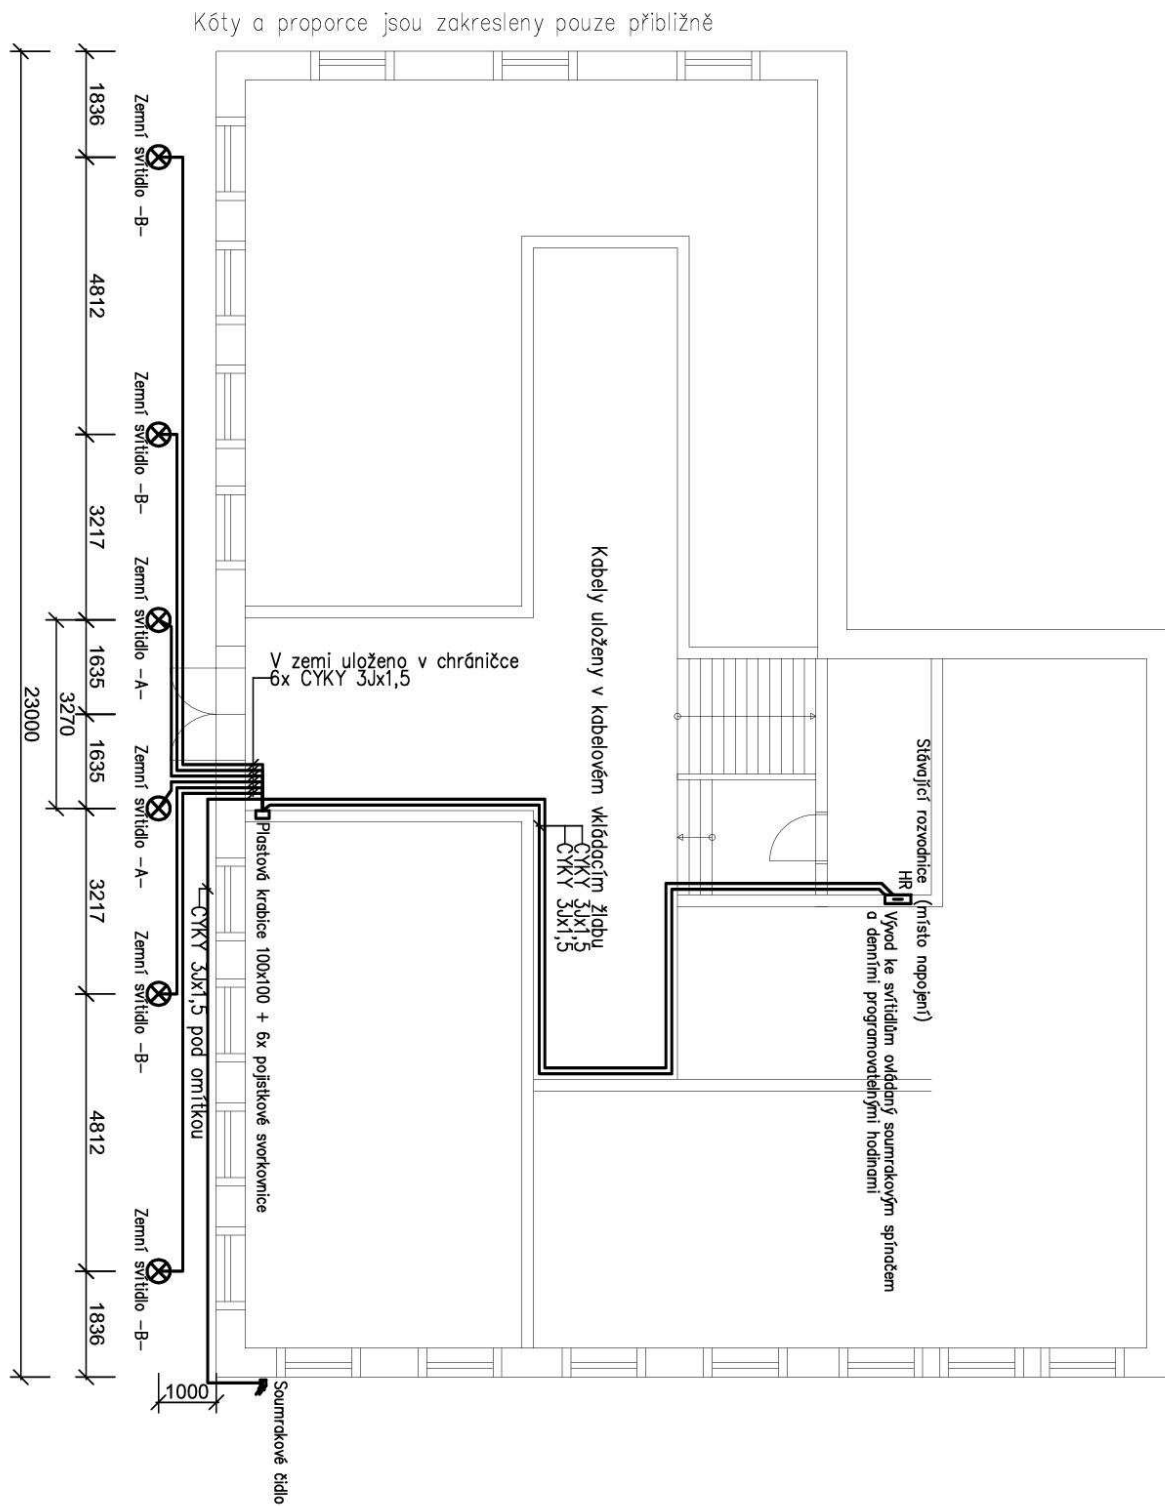 Kóty a proporce jsou zakresleny pouze přibližně
1836
4812
3217
1635
1635
3217
4812
1836
3270
23000
1000
Zemní svítidlo -B-
Zemní svítidlo -B-
Zemní svítidlo -A-
Zemní svítidlo -A-
Zemní svítidlo -B-
Zemní svítidlo -B-
V zemi uloženo v chráničce
6x CYKY 3Jx1,5
Kabely uloženy v kabelovém vkládacím žlabu
CYKY 3Jx1,5
CYKY 3Jx1,5
Stávající rozvodnice (místo napojení)
HR
Vývod ke svítidlům ovládaný soumrakovým spínačem
a denními programovatelnými hodinami
Plastová krabice 100x100 + 6x pojistkové svorkovnice
CYKY 3Jx1,5 pod omítkou
Soumrakové čidlo